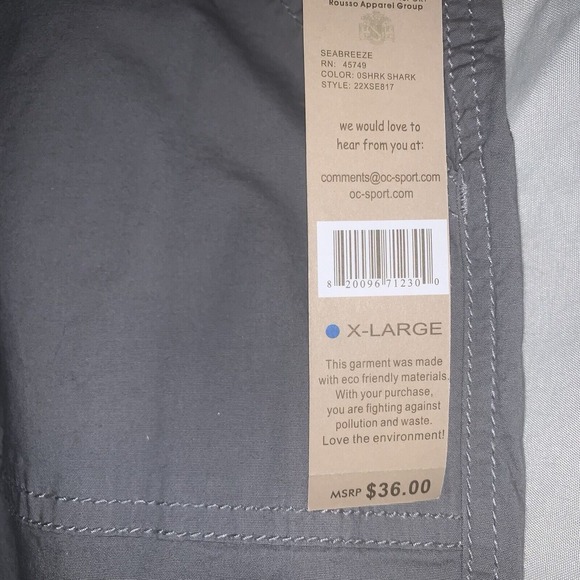 Rousso Apparel Group
SEABREEZE
RN: 45749
COLOR: 0SHRK SHARK
STYLE: 22XSE817
we would love to
hear from you at:
comments@oc-sport.com
oc-sport.com
8 20096 71230 0
X-LARGE
This garment was made
with eco friendly materials.
With your purchase,
you are fighting against
pollution and waste.
Love the environment!
MSRP $36.00